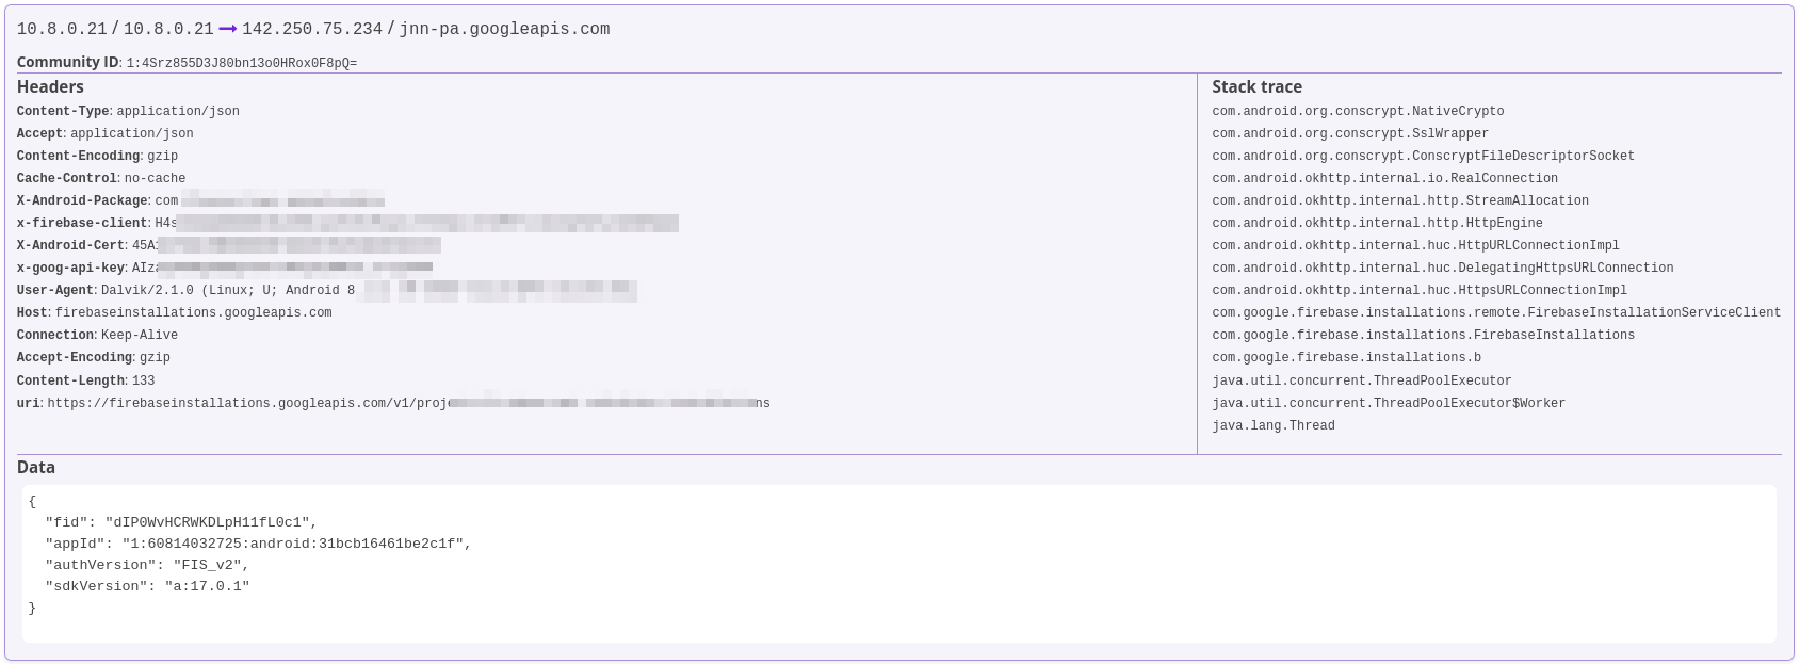 10.8.0.21 / 10.8.0.21 → 142.250.75.234 / jnn-pa.googleapis.com
Community ID: 1:4Srz855D3J80bn13o0HRox0F8pQ=
Headers
Content-Type: application/json
Accept: application/json
Content-Encoding: gzip
Cache-Control: no-cache
X-Android-Package: com
x-firebase-client: H4s
X-Android-Cert: 45A
x-goog-api-key: AIza
User-Agent: Dalvik/2.1.0 (Linux; U; Android 8
Host: firebaseinstallations.googleapis.com
Connection: Keep-Alive
Accept-Encoding: gzip
Content-Length: 133
uri: https://firebaseinstallations.googleapis.com/v1/proje ns
Stack trace
com.android.org.conscrypt.NativeCrypto
com.android.org.conscrypt.SslWrapper
com.android.org.conscrypt.ConscryptFileDescriptorSocket
com.android.okhttp.internal.io.RealConnection
com.android.okhttp.internal.http.StreamAllocation
com.android.okhttp.internal.http.HttpEngine
com.android.okhttp.internal.huc.HttpURLConnectionImpl
com.android.okhttp.internal.huc.DelegatingHttpsURLConnection
com.android.okhttp.internal.huc.HttpsURLConnectionImpl
com.google.firebase.installations.remote.FirebaseInstallationServiceClient
com.google.firebase.installations.FirebaseInstallations
com.google.firebase.installations.b
java.util.concurrent.ThreadPoolExecutor
java.util.concurrent.ThreadPoolExecutor$Worker
java.lang.Thread
Data
{
"fid": "dIP0WvHCRWKDLpH11fL0c1",
"appId": "1:60814032725:android:31bcb16461be2c1f",
"authVersion": "FIS_v2",
"sdkVersion": "a:17.0.1"
}